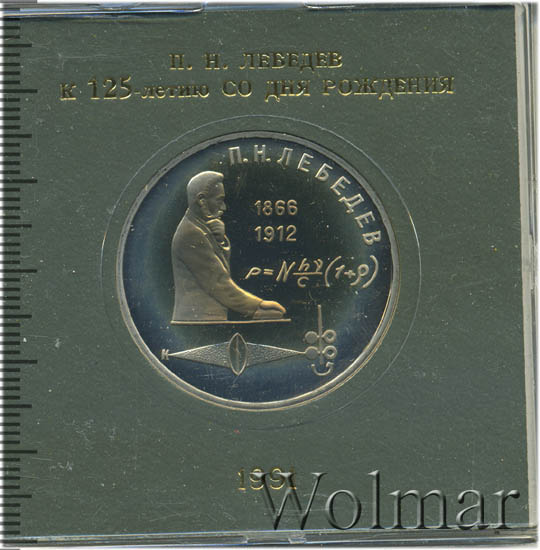 П. Н. ЛЕБЕДЕВ
К 125-летию СО ДНЯ РОЖДЕНИЯ
П.Н.ЛЕБЕДЕВ
1866
1912
p=N hν/c (1+ρ)
К
1991
Wolmar